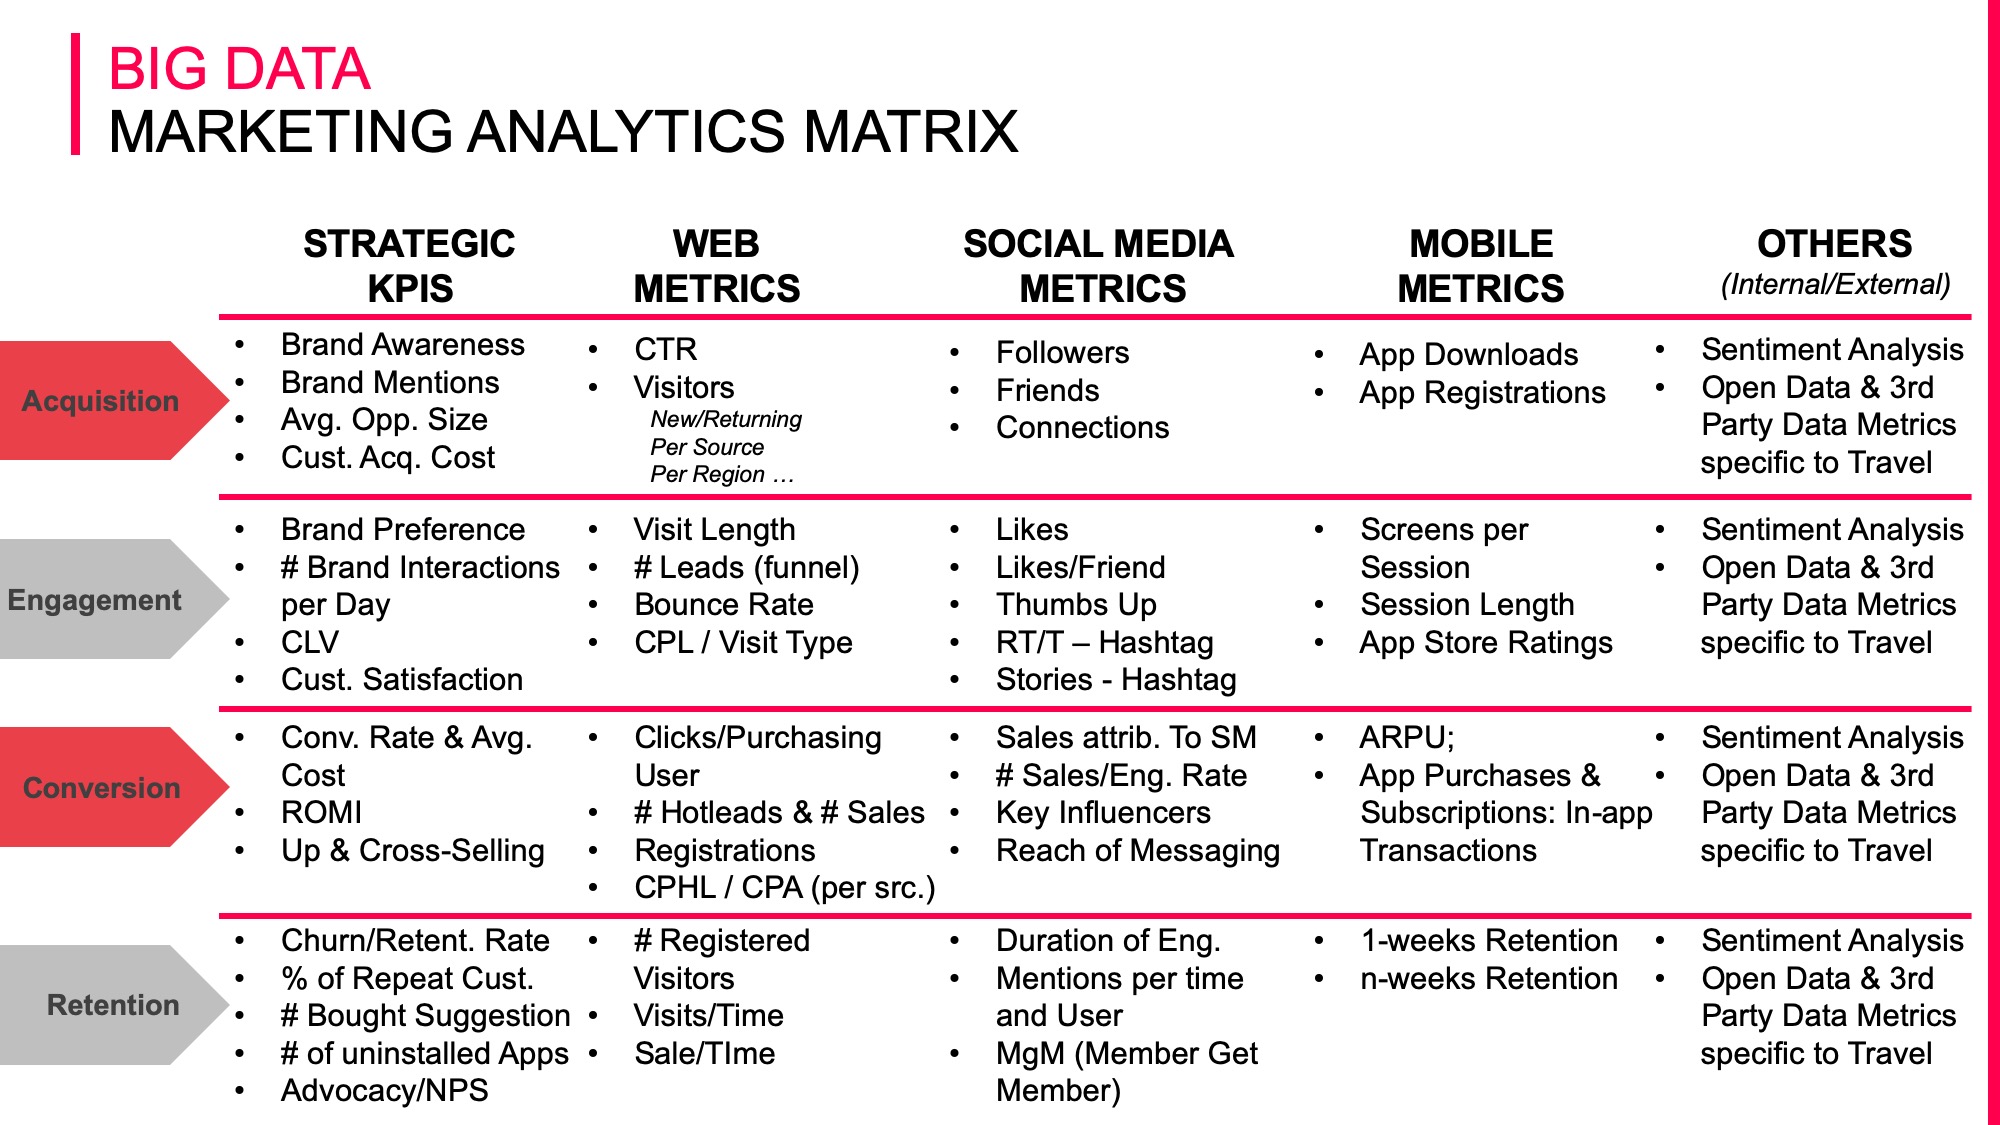 BIG DATA
MARKETING ANALYTICS MATRIX
STRATEGIC
KPIS
WEB
METRICS
SOCIAL MEDIA
METRICS
MOBILE
METRICS
OTHERS
(Internal/External)
Acquisition
• Brand Awareness
• Brand Mentions
• Avg. Opp. Size
• Cust. Acq. Cost
• CTR
• Visitors
New/Returning
Per Source
Per Region …
• Followers
• Friends
• Connections
• App Downloads
• App Registrations
• Sentiment Analysis
• Open Data & 3rd
Party Data Metrics
specific to Travel
Engagement
• Brand Preference
• # Brand Interactions
per Day
• CLV
• Cust. Satisfaction
• Visit Length
• # Leads (funnel)
• Bounce Rate
• CPL / Visit Type
• Likes
• Likes/Friend
• Thumbs Up
• RT/T – Hashtag
• Stories - Hashtag
• Screens per
Session
• Session Length
• App Store Ratings
• Sentiment Analysis
• Open Data & 3rd
Party Data Metrics
specific to Travel
Conversion
• Conv. Rate & Avg.
Cost
• ROMI
• Up & Cross-Selling
• Clicks/Purchasing
User
• # Hotleads & # Sales
• Registrations
• CPHL / CPA (per src.)
• Sales attrib. To SM
• # Sales/Eng. Rate
• Key Influencers
• Reach of Messaging
• ARPU;
• App Purchases &
Subscriptions: In-app
Transactions
• Sentiment Analysis
• Open Data & 3rd
Party Data Metrics
specific to Travel
Retention
• Churn/Retent. Rate
• % of Repeat Cust.
• # Bought Suggestion
• # of uninstalled Apps
• Advocacy/NPS
• # Registered
Visitors
• Visits/Time
• Sale/TIme
• Duration of Eng.
• Mentions per time
and User
• MgM (Member Get
Member)
• 1-weeks Retention
• n-weeks Retention
• Sentiment Analysis
• Open Data & 3rd
Party Data Metrics
specific to Travel